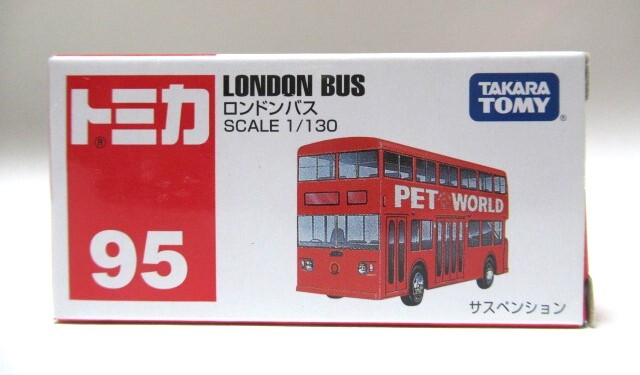 トミカ®
95
LONDON BUS
ロンドンバス
SCALE 1/130
TAKARA
TOMY®
PET WORLD
サスペンション